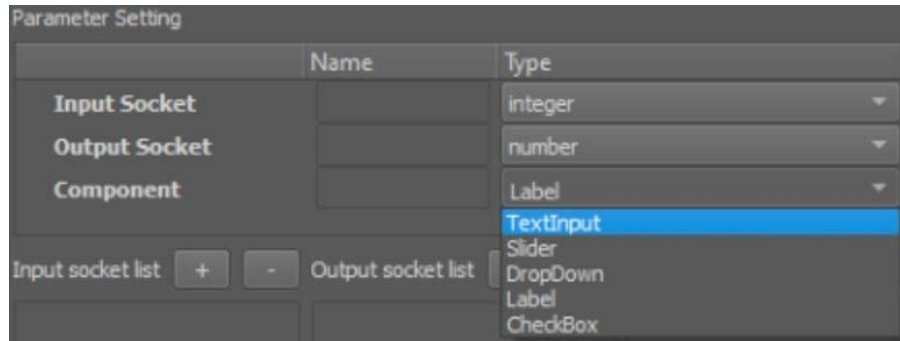 Parameter Setting
Name Type
Input Socket integer
Output Socket number
Component Label
TextInput
Slider
Input socket list + - Output socket list
DropDown
Label
CheckBox